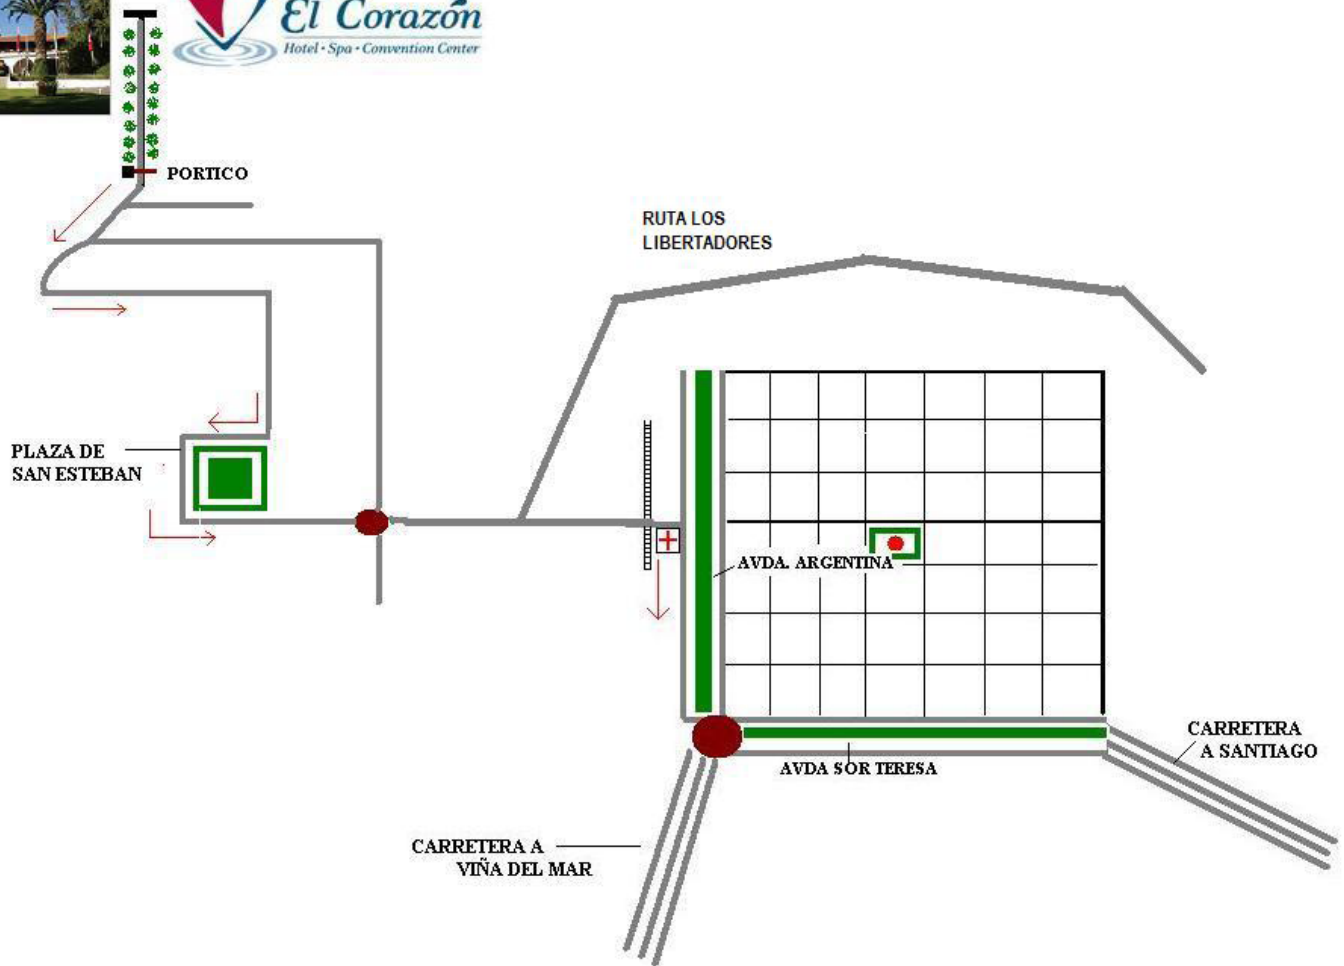 El Corazón
Hotel · Spa · Convention Center
PORTICO
RUTA LOS
LIBERTADORES
PLAZA DE
SAN ESTEBAN
AVDA. ARGENTINA
CARRETERA
A SANTIAGO
AVDA SOR TERESA
CARRETERA A
VIÑA DEL MAR